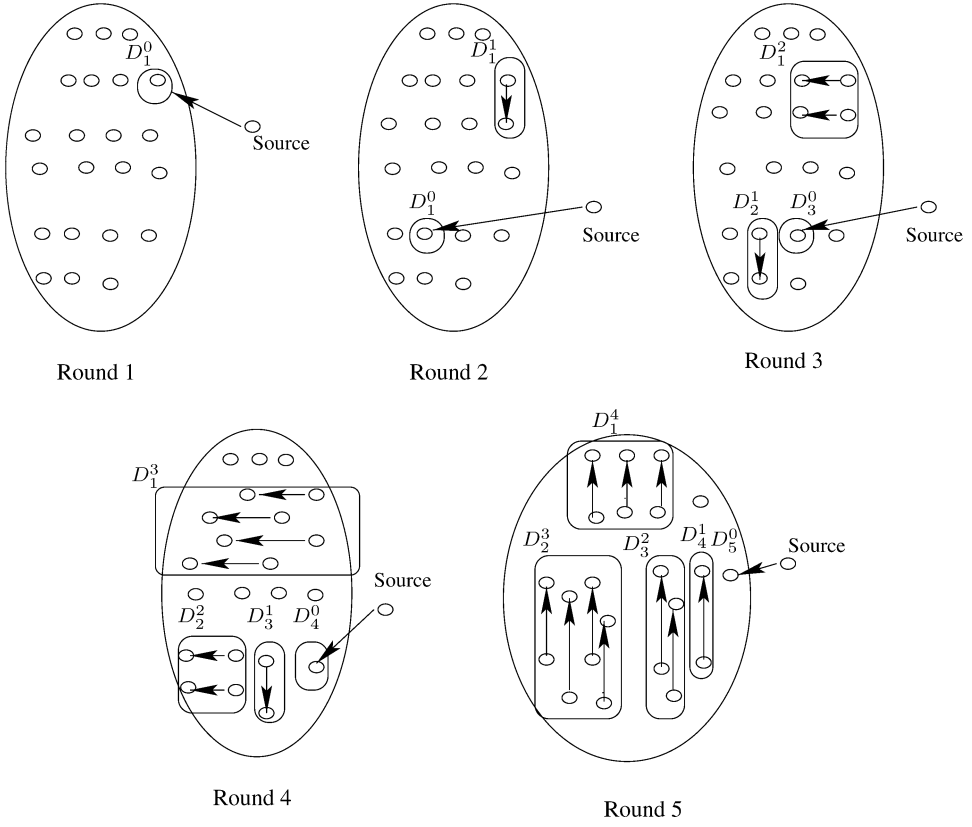 $D_1^0$
Source
Round 1
$D_1^1$
$D_1^0$
Source
Round 2
$D_1^2$
$D_2^1$ $D_3^0$
Source
Round 3
$D_1^3$
$D_2^2$ $D_3^1$ $D_4^0$
Source
Round 4
$D_1^4$
$D_2^3$ $D_3^2$ $D_4^1$ $D_5^0$
Source
Round 5